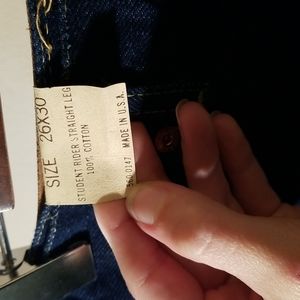 SIZE 26X30
STUDENT RIDER STRAIGHT LEG
100% COTTON
MADE IN U.S.A.